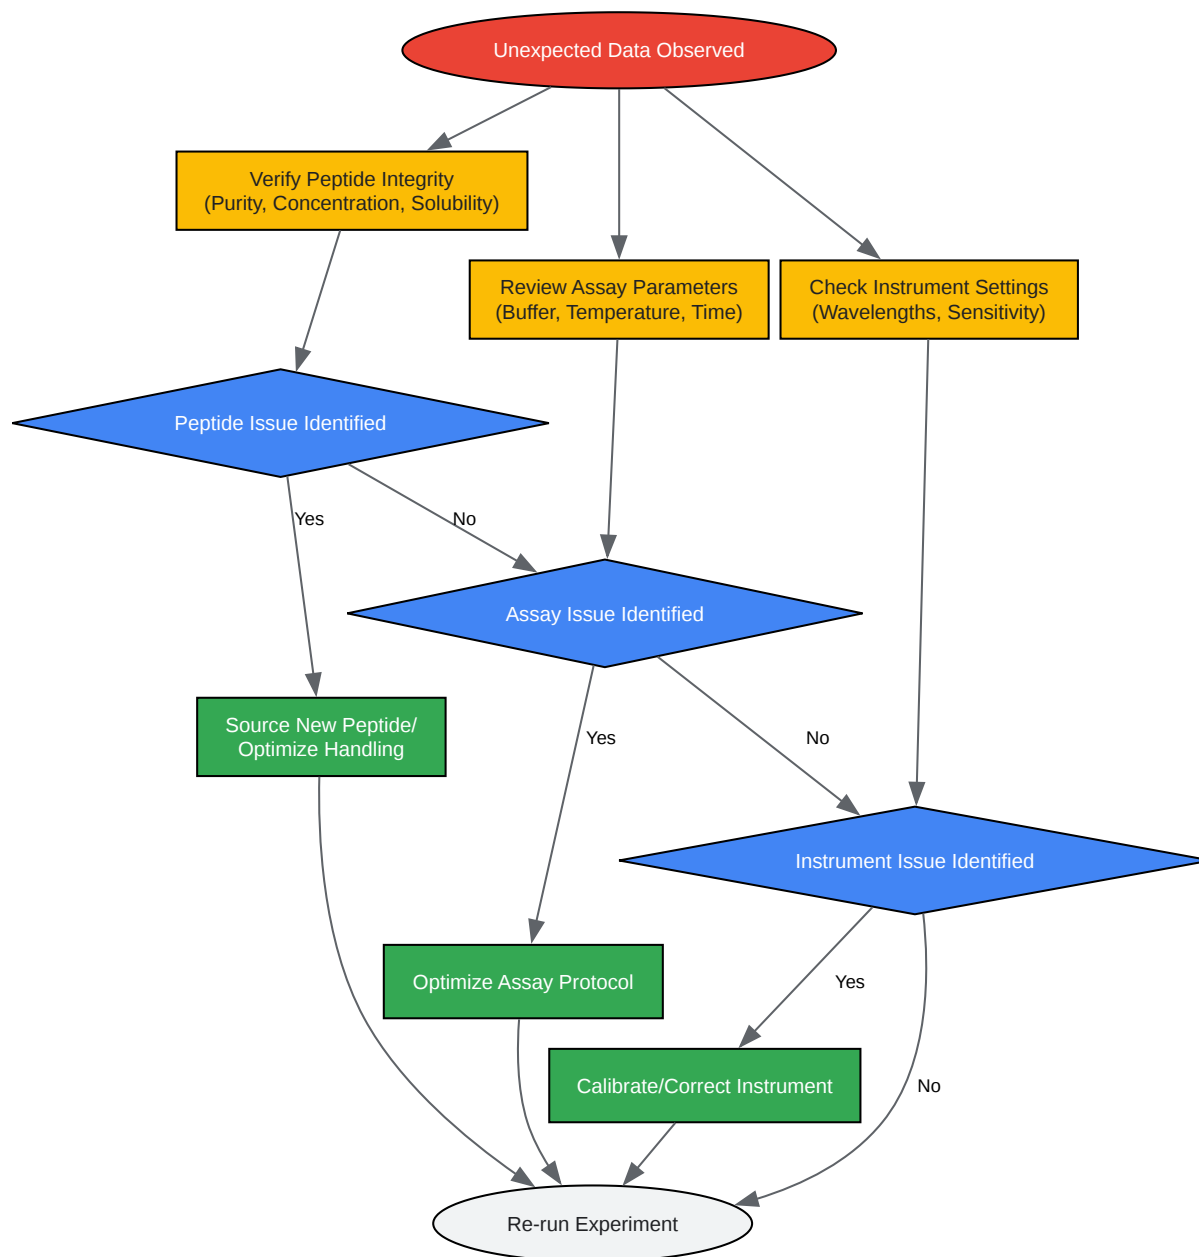 Unexpected Data Observed
Verify Peptide Integrity
(Purity, Concentration, Solubility)
Review Assay Parameters
(Buffer, Temperature, Time)
Check Instrument Settings
(Wavelengths, Sensitivity)
Peptide Issue Identified
Yes
No
Assay Issue Identified
Source New Peptide/
Optimize Handling
Yes
No
Instrument Issue Identified
Optimize Assay Protocol
Yes
Calibrate/Correct Instrument
No
Re-run Experiment